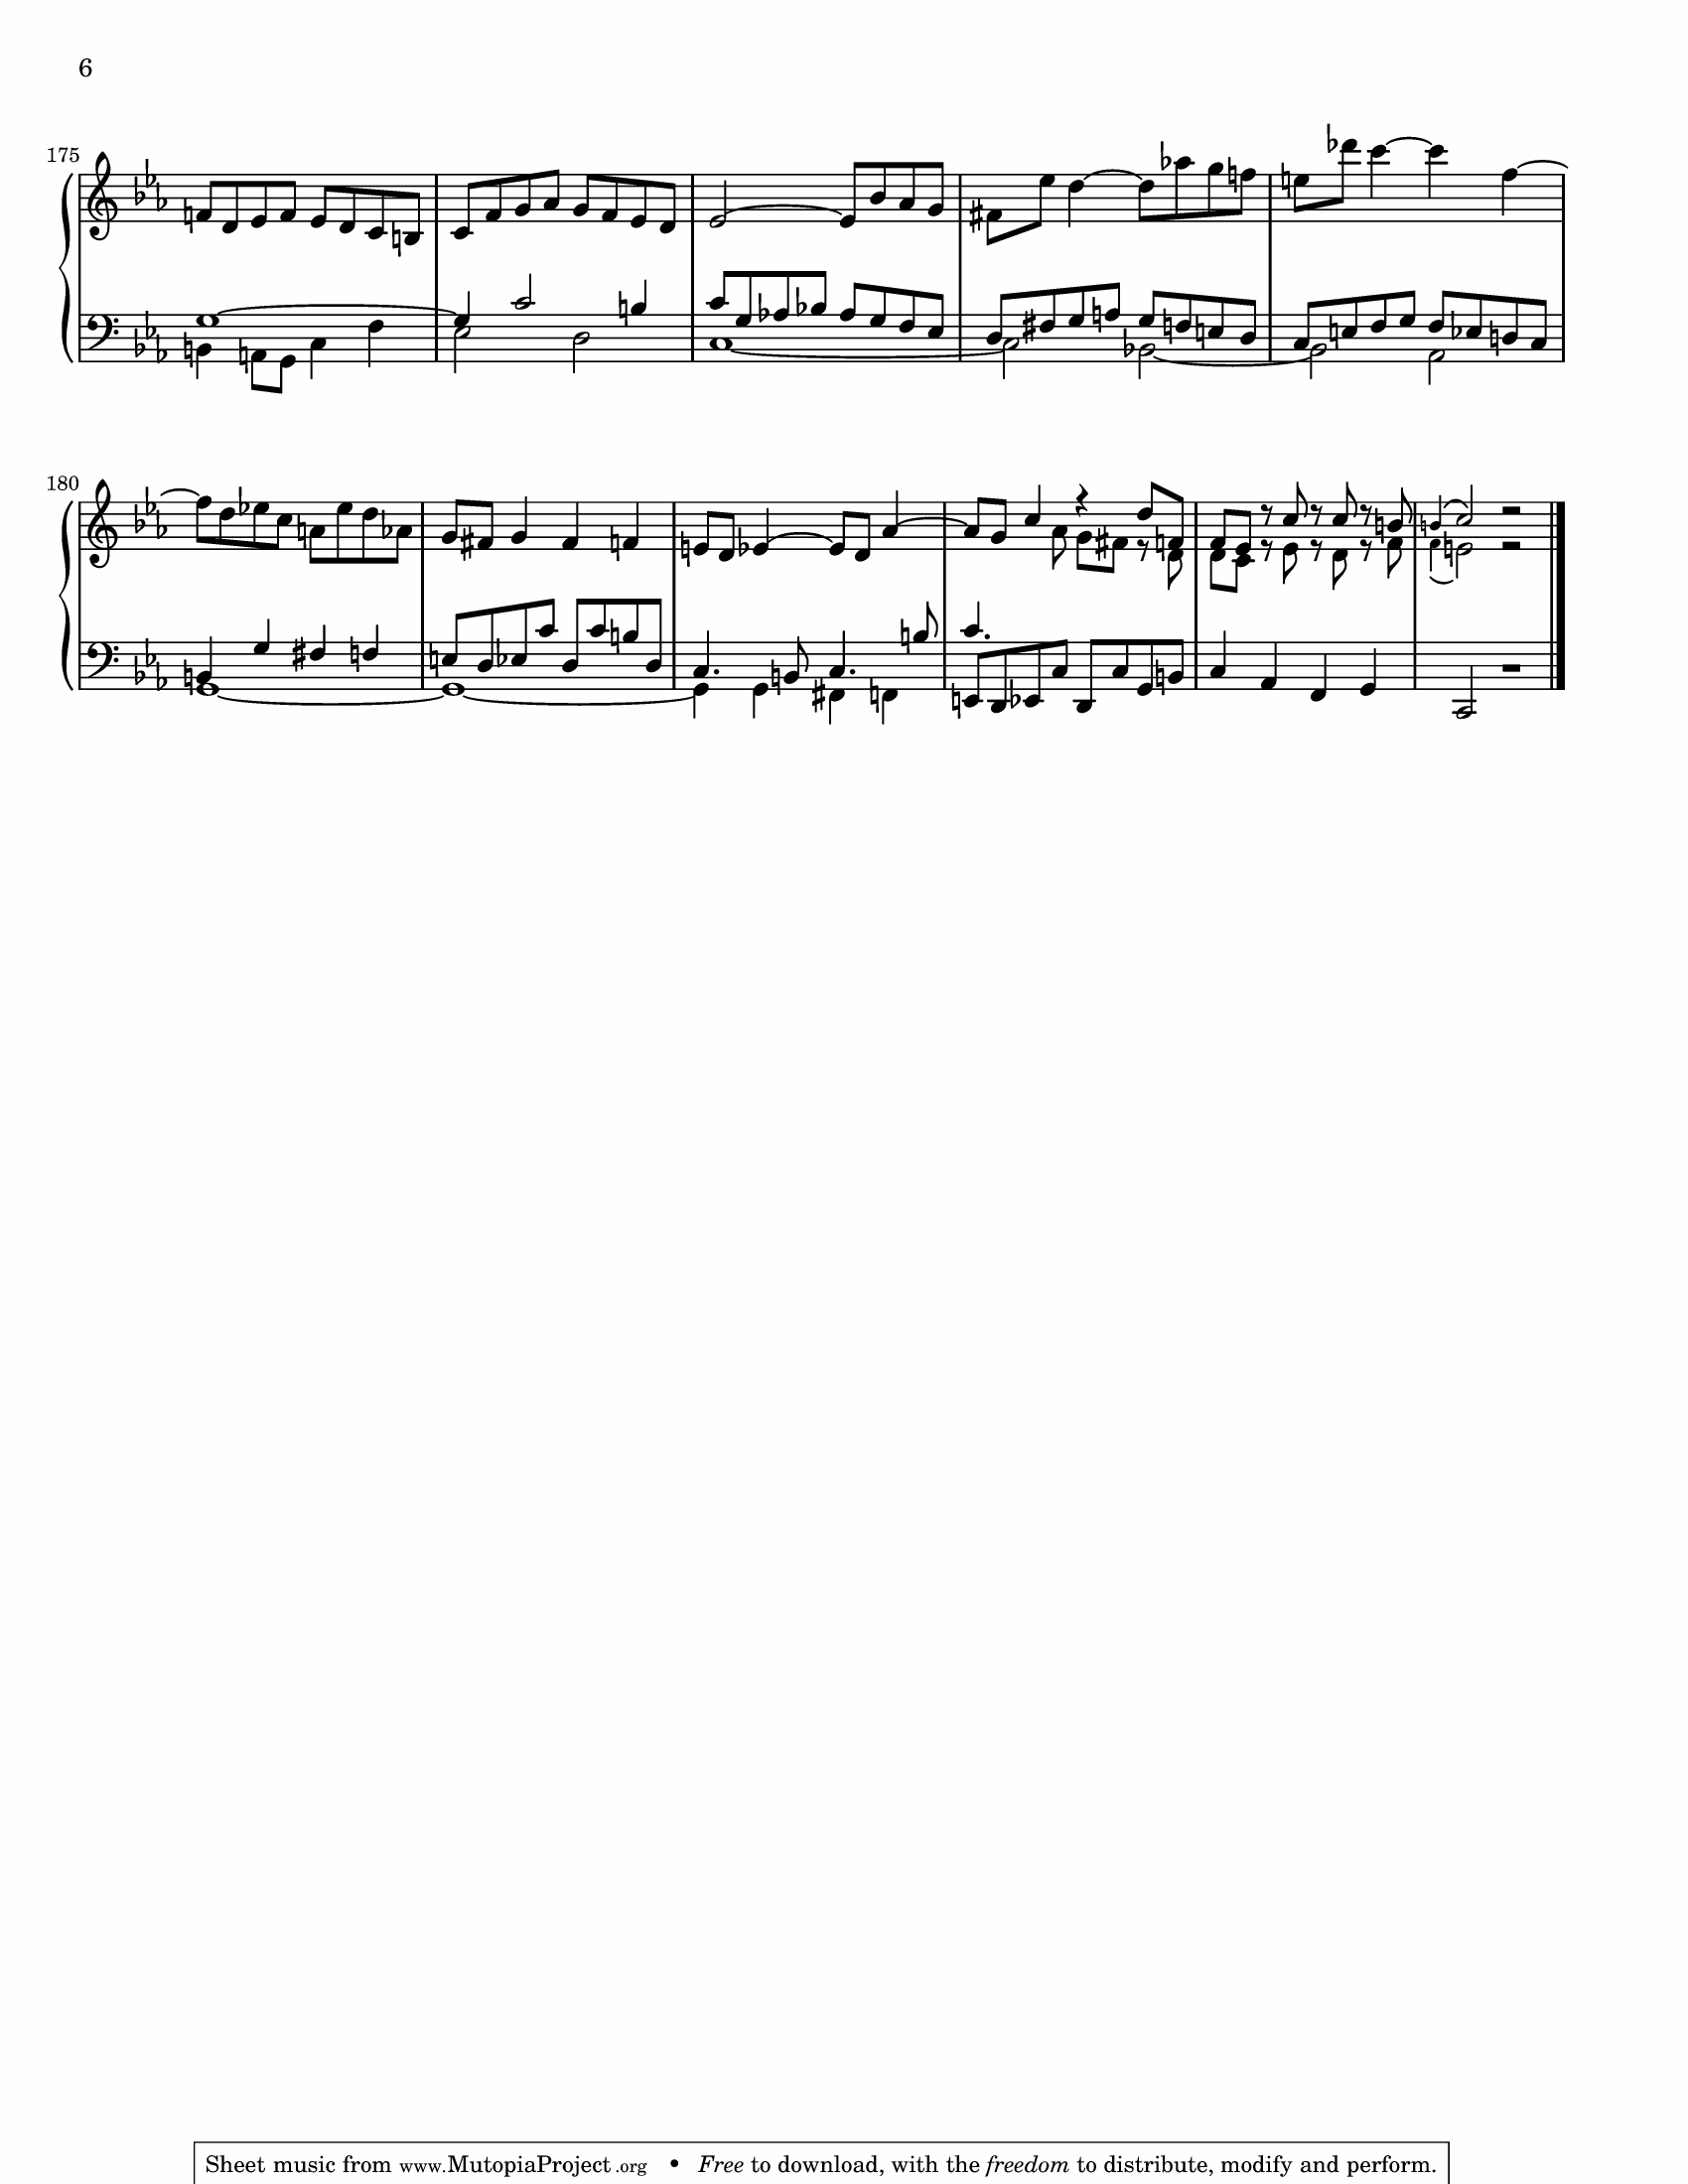 6
175
180
Sheet music from www.MutopiaProject.org • Free to download, with the freedom to distribute, modify and perform.